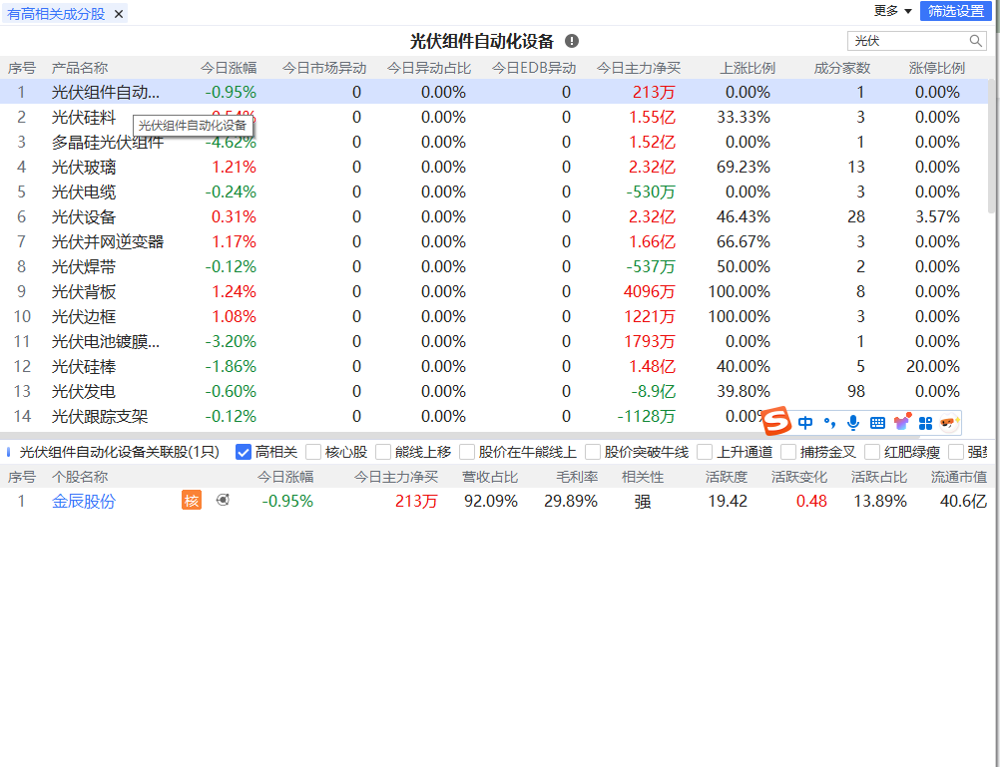 有高相关成分股 ×
更多 筛选设置
光伏组件自动化设备
光伏
序号 产品名称 今日涨幅 今日市场异动 今日异动占比 今日EDB异动 今日主力净买 上涨比例 成分家数 涨停比例
1 光伏组件自动... -0.95% 0 0.00% 0 213万 0.00% 1 0.00%
2 光伏硅料 0 0.00% 0 1.55亿 33.33% 3 0.00%
光伏组件自动化设备
3 多晶硅光伏组件 -4.62% 0 0.00% 0 1.52亿 0.00% 1 0.00%
4 光伏玻璃 1.21% 0 0.00% 0 2.32亿 69.23% 13 0.00%
5 光伏电缆 -0.24% 0 0.00% 0 -530万 0.00% 3 0.00%
6 光伏设备 0.31% 0 0.00% 0 2.32亿 46.43% 28 3.57%
7 光伏并网逆变器 1.17% 0 0.00% 0 1.66亿 66.67% 3 0.00%
8 光伏焊带 -0.12% 0 0.00% 0 -537万 50.00% 2 0.00%
9 光伏背板 1.24% 0 0.00% 0 4096万 100.00% 8 0.00%
10 光伏边框 1.08% 0 0.00% 0 1221万 100.00% 3 0.00%
11 光伏电池镀膜... -3.20% 0 0.00% 0 1793万 0.00% 1 0.00%
12 光伏硅棒 -1.86% 0 0.00% 0 1.48亿 40.00% 5 20.00%
13 光伏发电 -0.60% 0 0.00% 0 -8.9亿 39.80% 98 0.00%
14 光伏跟踪支架 -0.12% 0 0.00% 0 -1128万 0.00
S 中
光伏组件自动化设备关联股(1只) 高相关 核心股 能线上移 股价在牛能线上 股价突破牛线 上升通道 捕捞金叉 红肥绿瘦
序号 个股名称 今日涨幅 今日主力净买 营收占比 毛利率 相关性 活跃度 活跃变化 活跃占比 流通市值
1 金辰股份 核 -0.95% 213万 92.09% 29.89% 强 19.42 0.48 13.89% 40.6亿